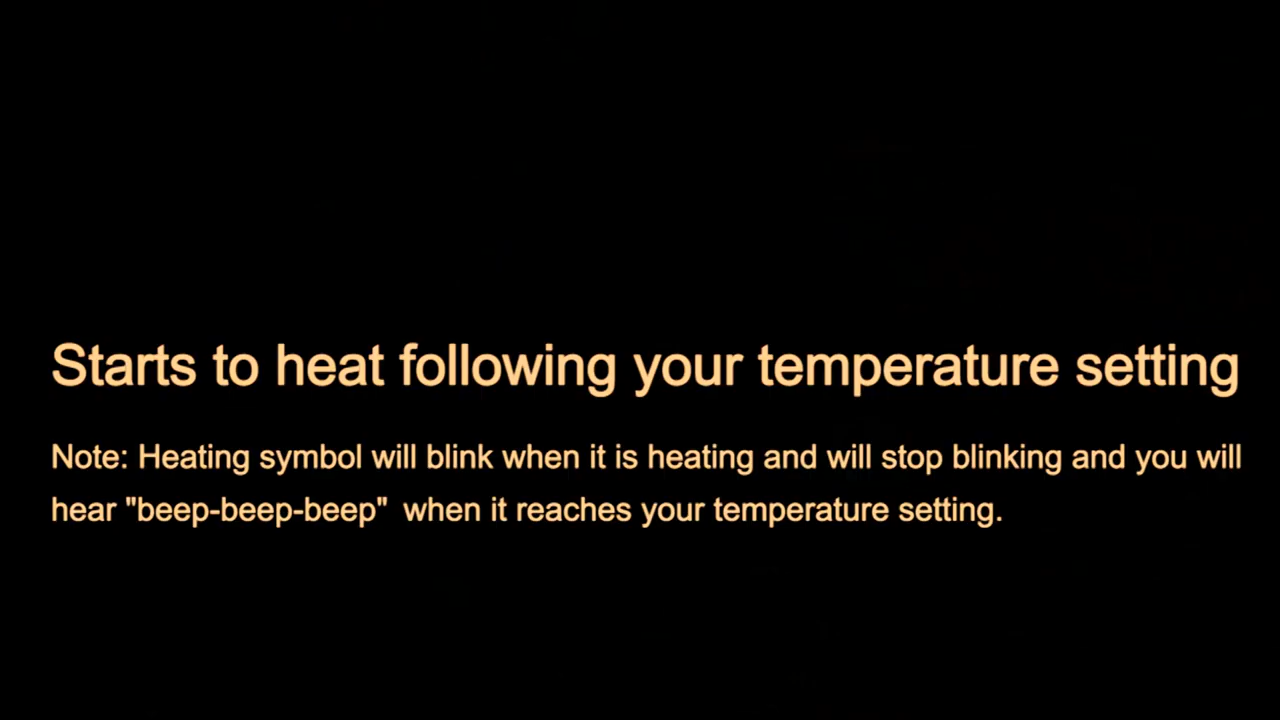 Starts to heat following your temperature setting
Note: Heating symbol will blink when it is heating and will stop blinking and you will
hear "beep-beep-beep"  when it reaches your temperature setting.